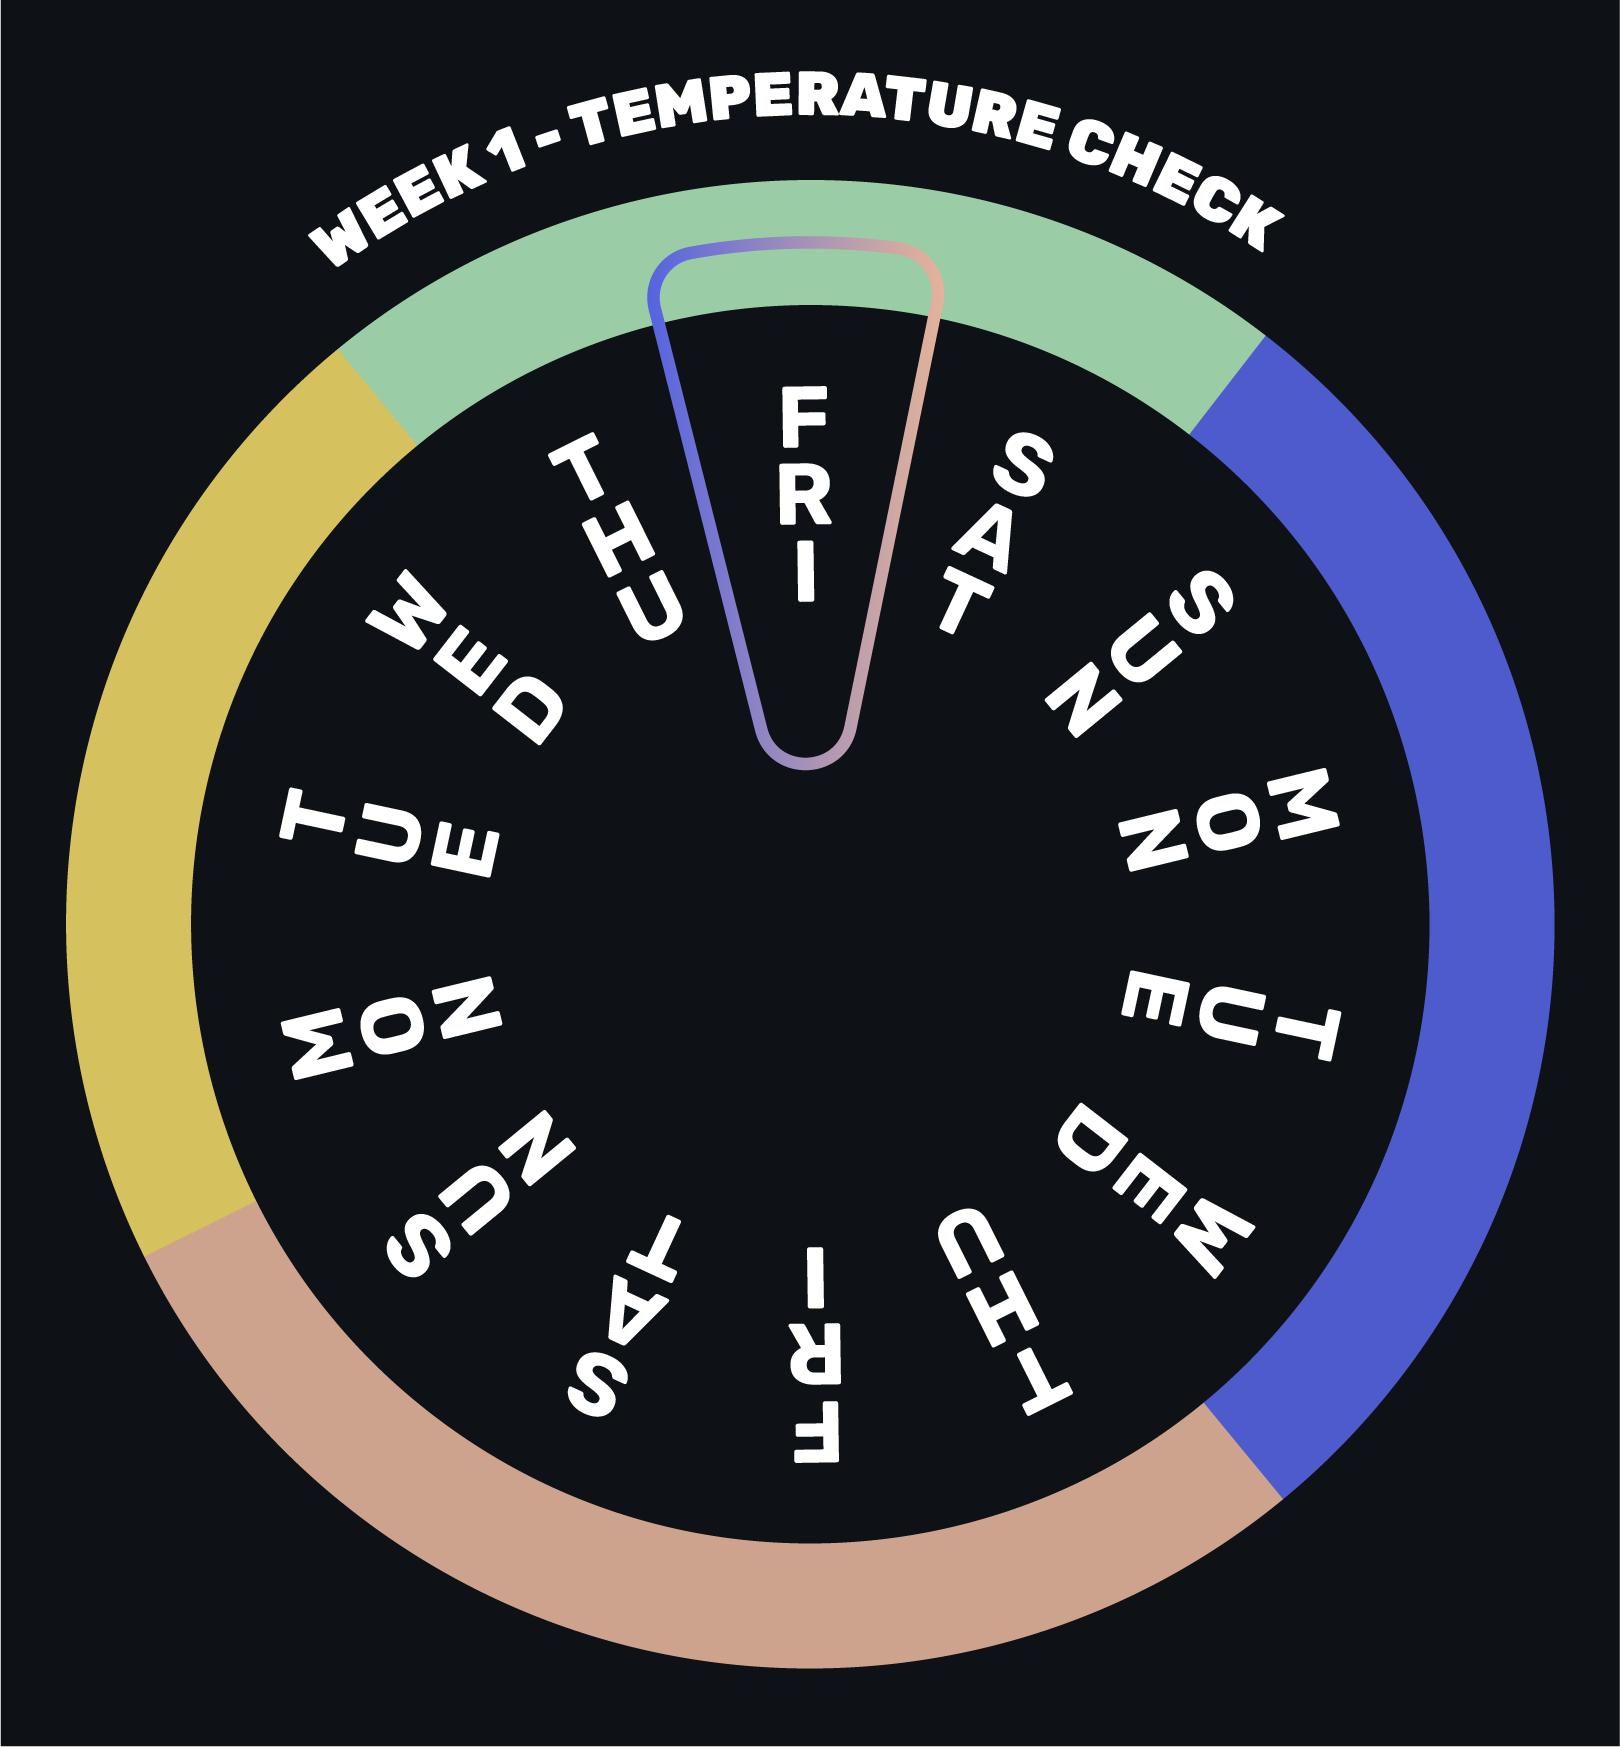 WEEK 1 - TEMPERATURE CHECK
FRI
SAT
SUN
MON
TUE
WED
THU
FRI
SAT
SUN
MON
TUE
WED
THU